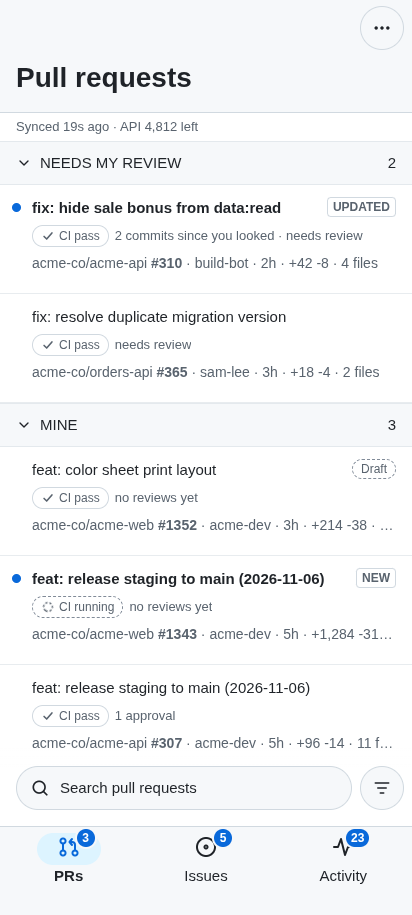 Pull requests
Synced 19s ago · API 4,812 left
NEEDS MY REVIEW 2
fix: hide sale bonus from data:read UPDATED
CI pass 2 commits since you looked · needs review
acme-co/acme-api #310 · build-bot · 2h · +42 -8 · 4 files
fix: resolve duplicate migration version
CI pass needs review
acme-co/orders-api #365 · sam-lee · 3h · +18 -4 · 2 files
MINE 3
feat: color sheet print layout Draft
CI pass no reviews yet
acme-co/acme-web #1352 · acme-dev · 3h · +214 -38 · …
feat: release staging to main (2026-11-06) NEW
CI running no reviews yet
acme-co/acme-web #1343 · acme-dev · 5h · +1,284 -31…
feat: release staging to main (2026-11-06)
CI pass 1 approval
acme-co/acme-api #307 · acme-dev · 5h · +96 -14 · 11 f…
Search pull requests
3 5 23
PRs Issues Activity